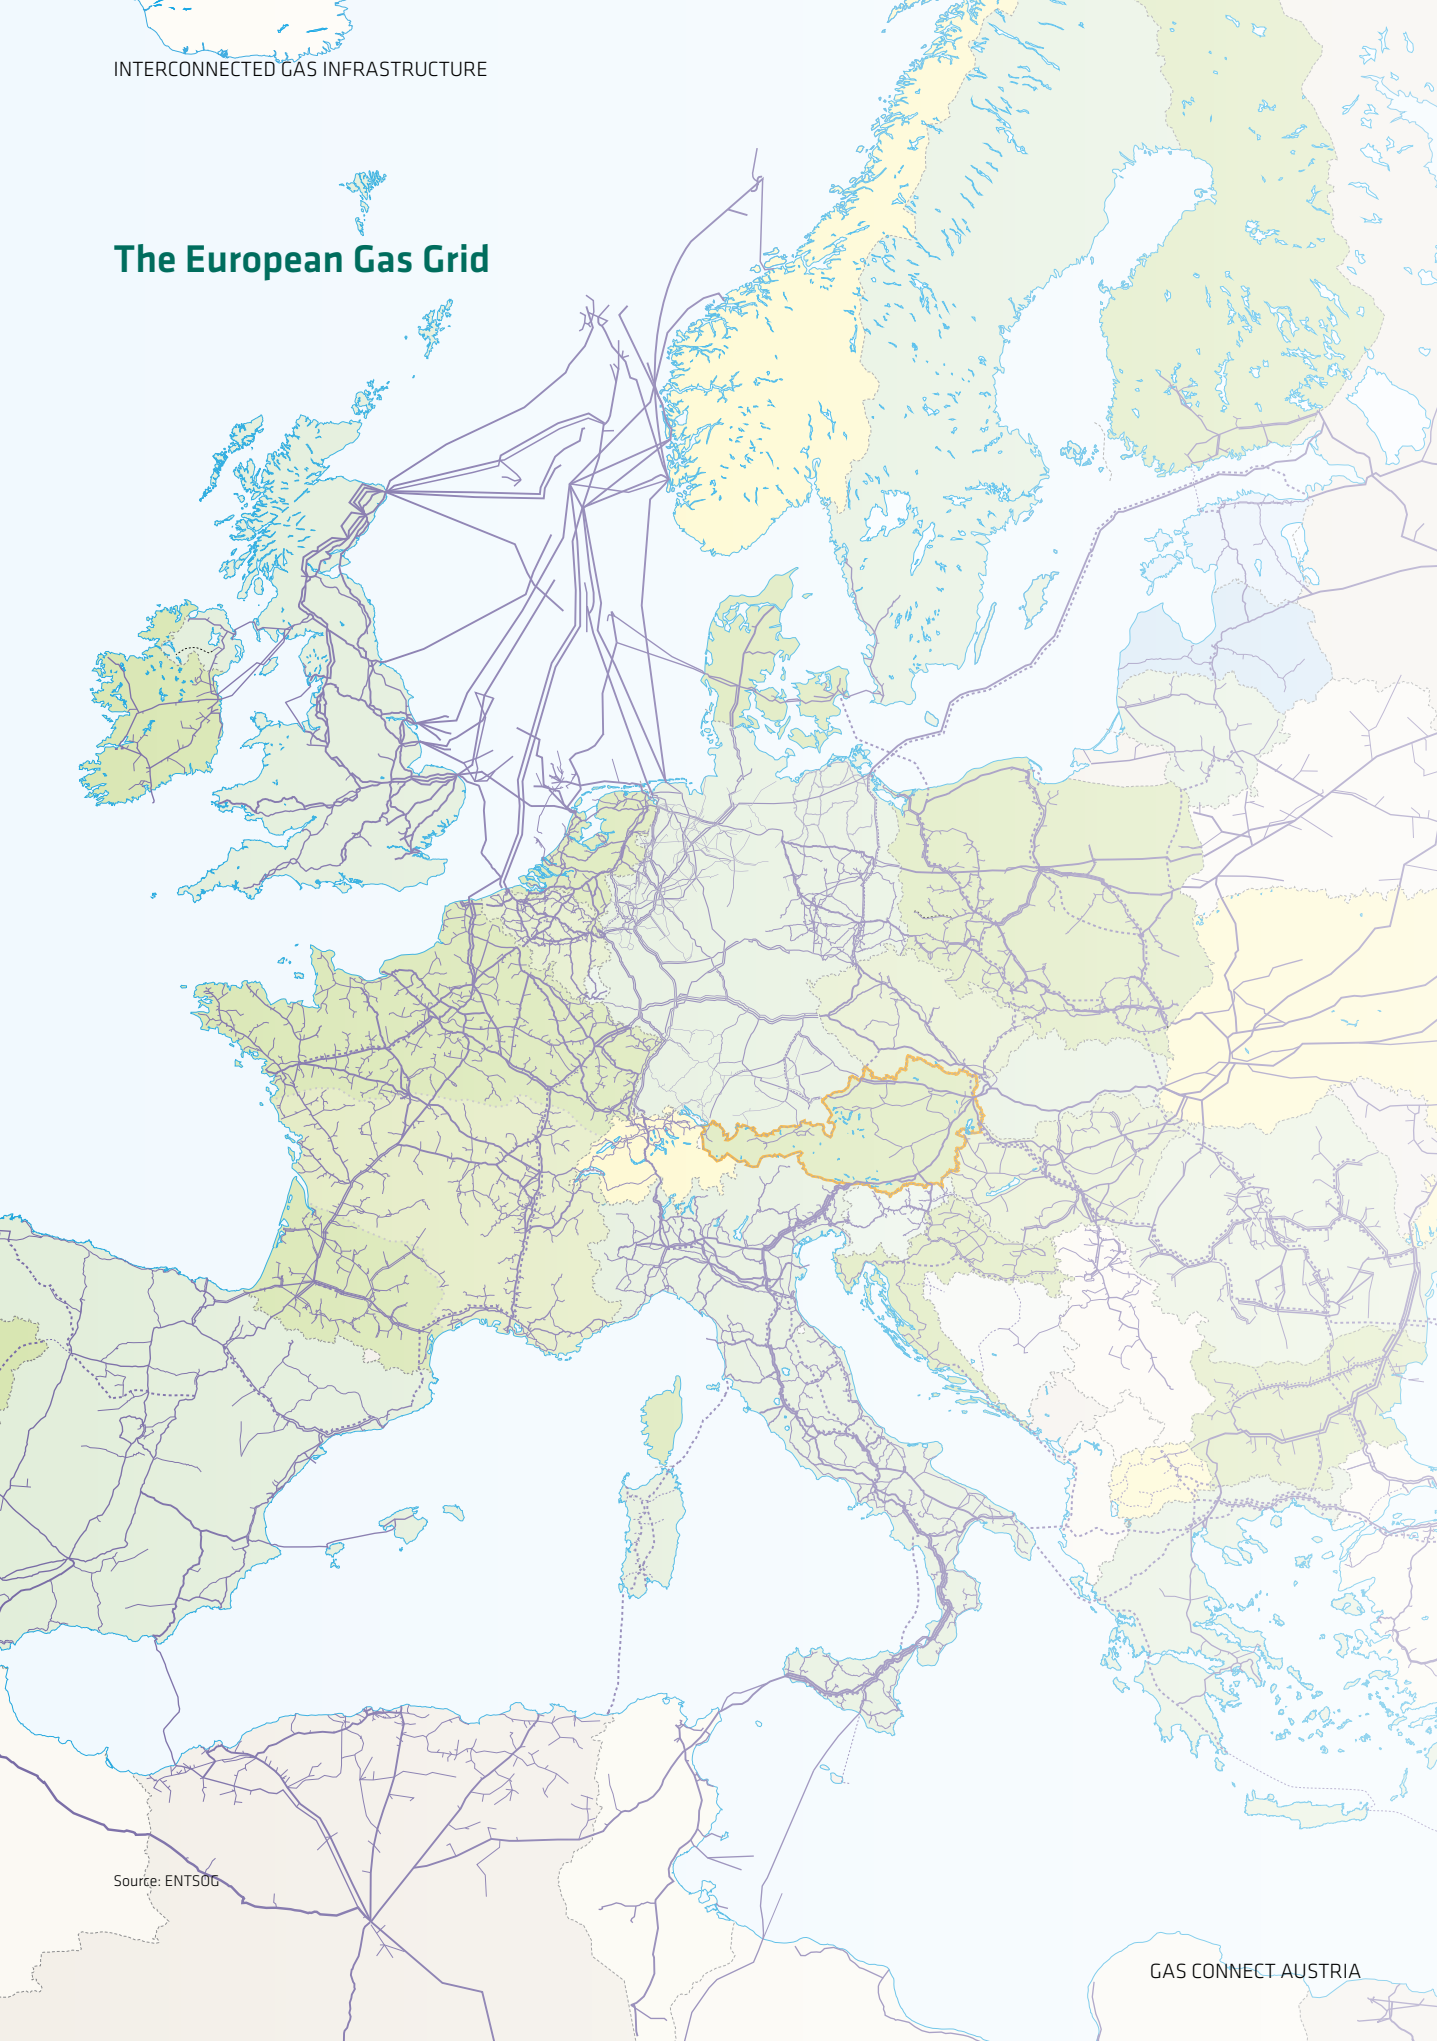 INTERCONNECTED GAS INFRASTRUCTURE
The European Gas Grid
Source: ENTSOG
GAS CONNECT AUSTRIA